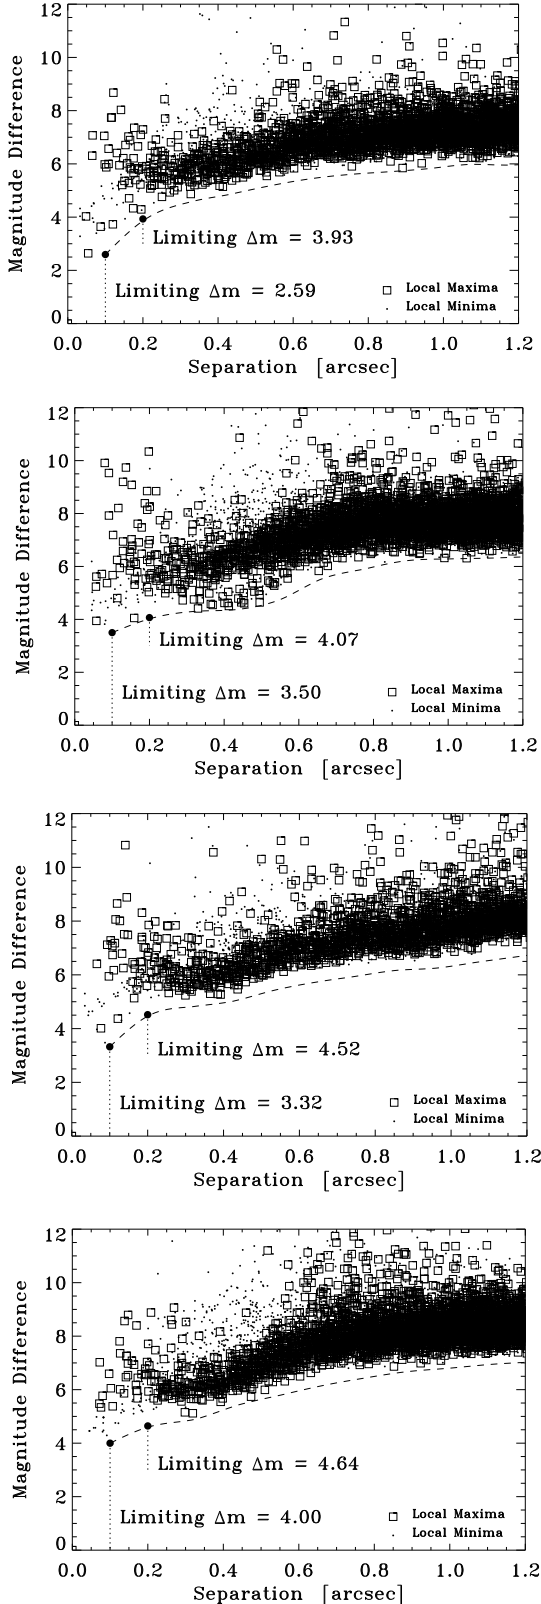 12
10
8
6
4
2
0
Magnitude Difference
Limiting Δm = 3.93
Limiting Δm = 2.59
Local Maxima
Local Minima
0.0 0.2 0.4 0.6 0.8 1.0 1.2
Separation [arcsec]
12
10
8
6
4
2
0
Magnitude Difference
Limiting Δm = 4.07
Limiting Δm = 3.50
Local Maxima
Local Minima
0.0 0.2 0.4 0.6 0.8 1.0 1.2
Separation [arcsec]
12
10
8
6
4
2
0
Magnitude Difference
Limiting Δm = 4.52
Limiting Δm = 3.32
Local Maxima
Local Minima
0.0 0.2 0.4 0.6 0.8 1.0 1.2
Separation [arcsec]
12
10
8
6
4
2
0
Magnitude Difference
Limiting Δm = 4.64
Limiting Δm = 4.00
Local Maxima
Local Minima
0.0 0.2 0.4 0.6 0.8 1.0 1.2
Separation [arcsec]